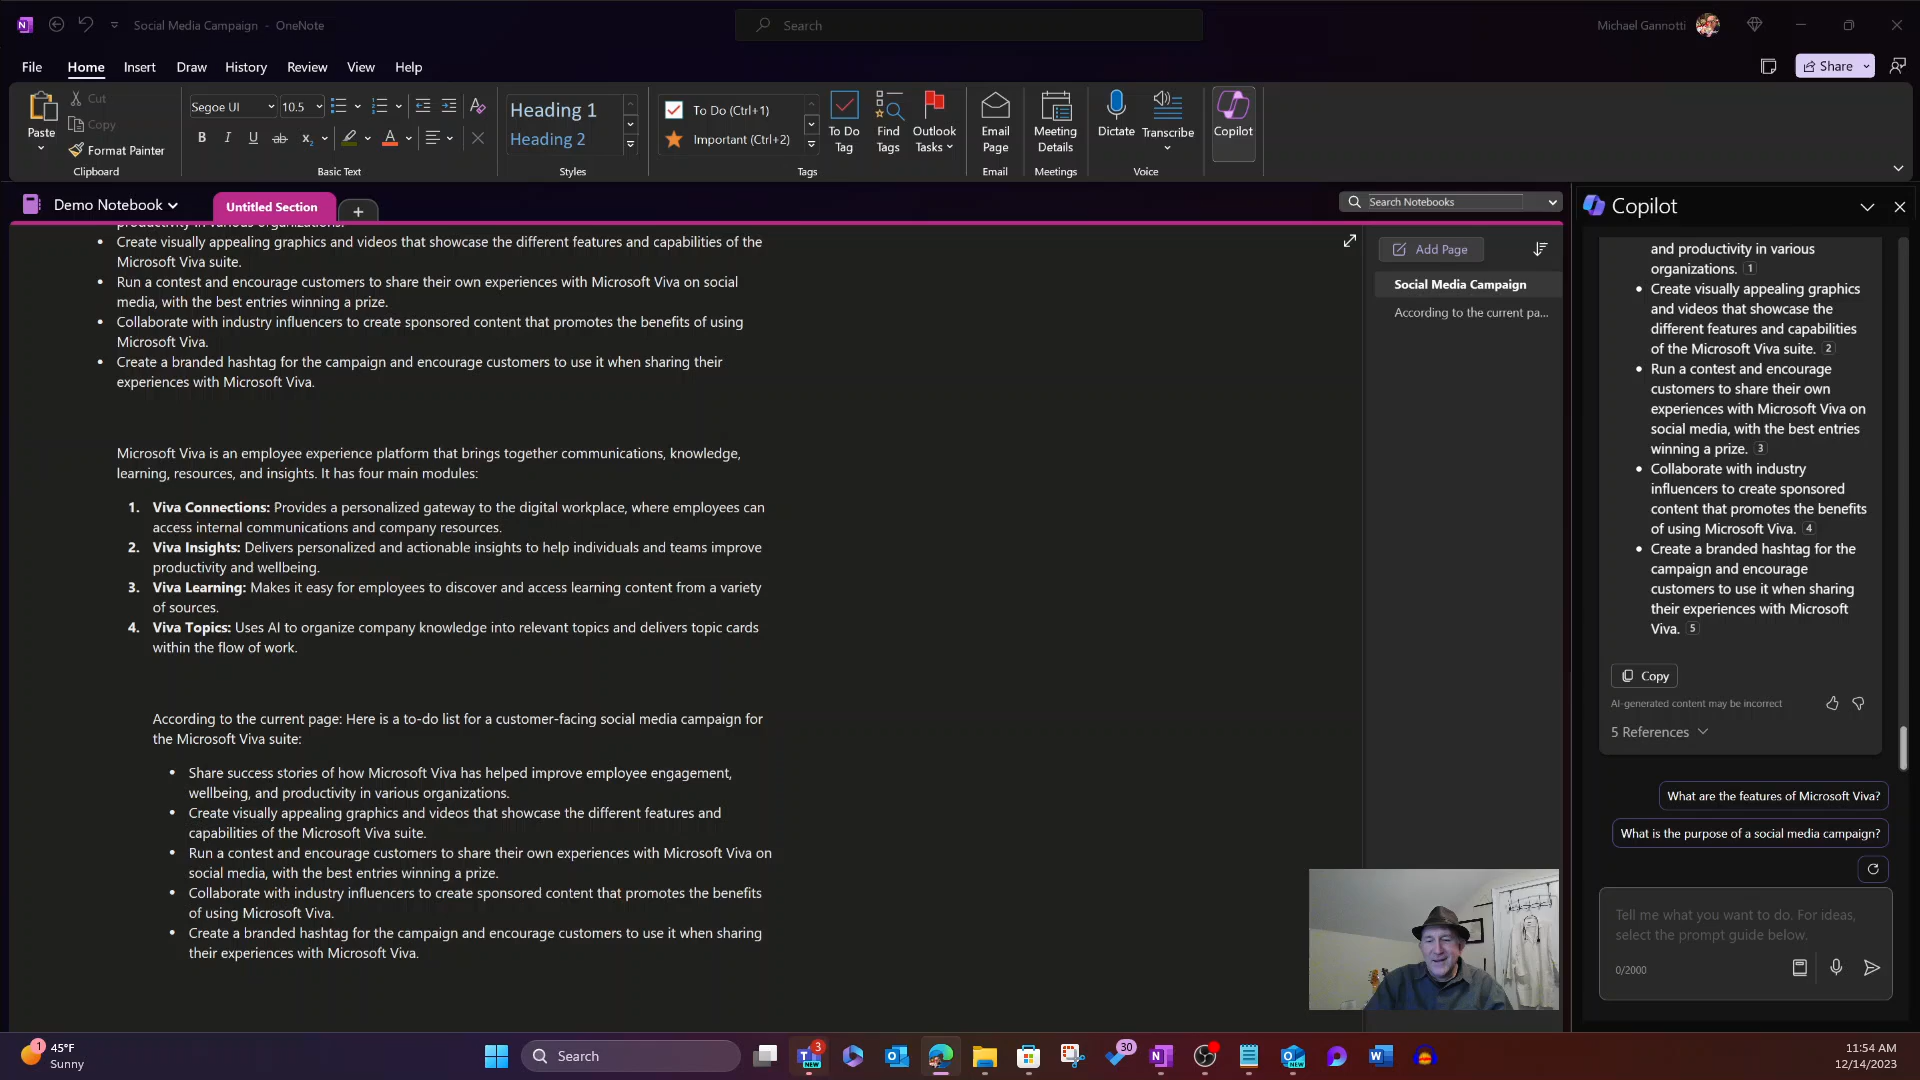 Social Media Campaign - OneNote
Search
Michael Gannotti
File Home Insert Draw History Review View Help
Share
Paste
Cut
Copy
Format Painter
Clipboard
Segoe UI 10.5
Basic Text
Heading 1
Heading 2
Styles
To Do (Ctrl+1)
Important (Ctrl+2)
To Do Tag
Find Tags
Outlook Tasks
Tags
Email Page
Email
Meeting Details
Meetings
Dictate
Transcribe
Voice
Copilot
Demo Notebook
Untitled Section
Search Notebooks
productivity in various organizations.
• Create visually appealing graphics and videos that showcase the different features and capabilities of the
Microsoft Viva suite.
• Run a contest and encourage customers to share their own experiences with Microsoft Viva on social
media, with the best entries winning a prize.
• Collaborate with industry influencers to create sponsored content that promotes the benefits of using
Microsoft Viva.
• Create a branded hashtag for the campaign and encourage customers to use it when sharing their
experiences with Microsoft Viva.
Microsoft Viva is an employee experience platform that brings together communications, knowledge,
learning, resources, and insights. It has four main modules:
1. Viva Connections: Provides a personalized gateway to the digital workplace, where employees can
access internal communications and company resources.
2. Viva Insights: Delivers personalized and actionable insights to help individuals and teams improve
productivity and wellbeing.
3. Viva Learning: Makes it easy for employees to discover and access learning content from a variety
of sources.
4. Viva Topics: Uses AI to organize company knowledge into relevant topics and delivers topic cards
within the flow of work.
According to the current page: Here is a to-do list for a customer-facing social media campaign for
the Microsoft Viva suite:
• Share success stories of how Microsoft Viva has helped improve employee engagement,
wellbeing, and productivity in various organizations.
• Create visually appealing graphics and videos that showcase the different features and
capabilities of the Microsoft Viva suite.
• Run a contest and encourage customers to share their own experiences with Microsoft Viva on
social media, with the best entries winning a prize.
• Collaborate with industry influencers to create sponsored content that promotes the benefits
of using Microsoft Viva.
• Create a branded hashtag for the campaign and encourage customers to use it when sharing
their experiences with Microsoft Viva.
Add Page
Social Media Campaign
According to the current pa...
Copilot
and productivity in various
organizations. 1
• Create visually appealing graphics
and videos that showcase the
different features and capabilities
of the Microsoft Viva suite. 2
• Run a contest and encourage
customers to share their own
experiences with Microsoft Viva on
social media, with the best entries
winning a prize. 3
• Collaborate with industry
influencers to create sponsored
content that promotes the benefits
of using Microsoft Viva. 4
• Create a branded hashtag for the
campaign and encourage
customers to use it when sharing
their experiences with Microsoft
Viva. 5
Copy
AI-generated content may be incorrect
5 References
What are the features of Microsoft Viva?
What is the purpose of a social media campaign?
Tell me what you want to do. For ideas,
select the prompt guide below.
0/2000
1
45°F
Sunny
Search
3
NEW
30
NEW
11:54 AM
12/14/2023